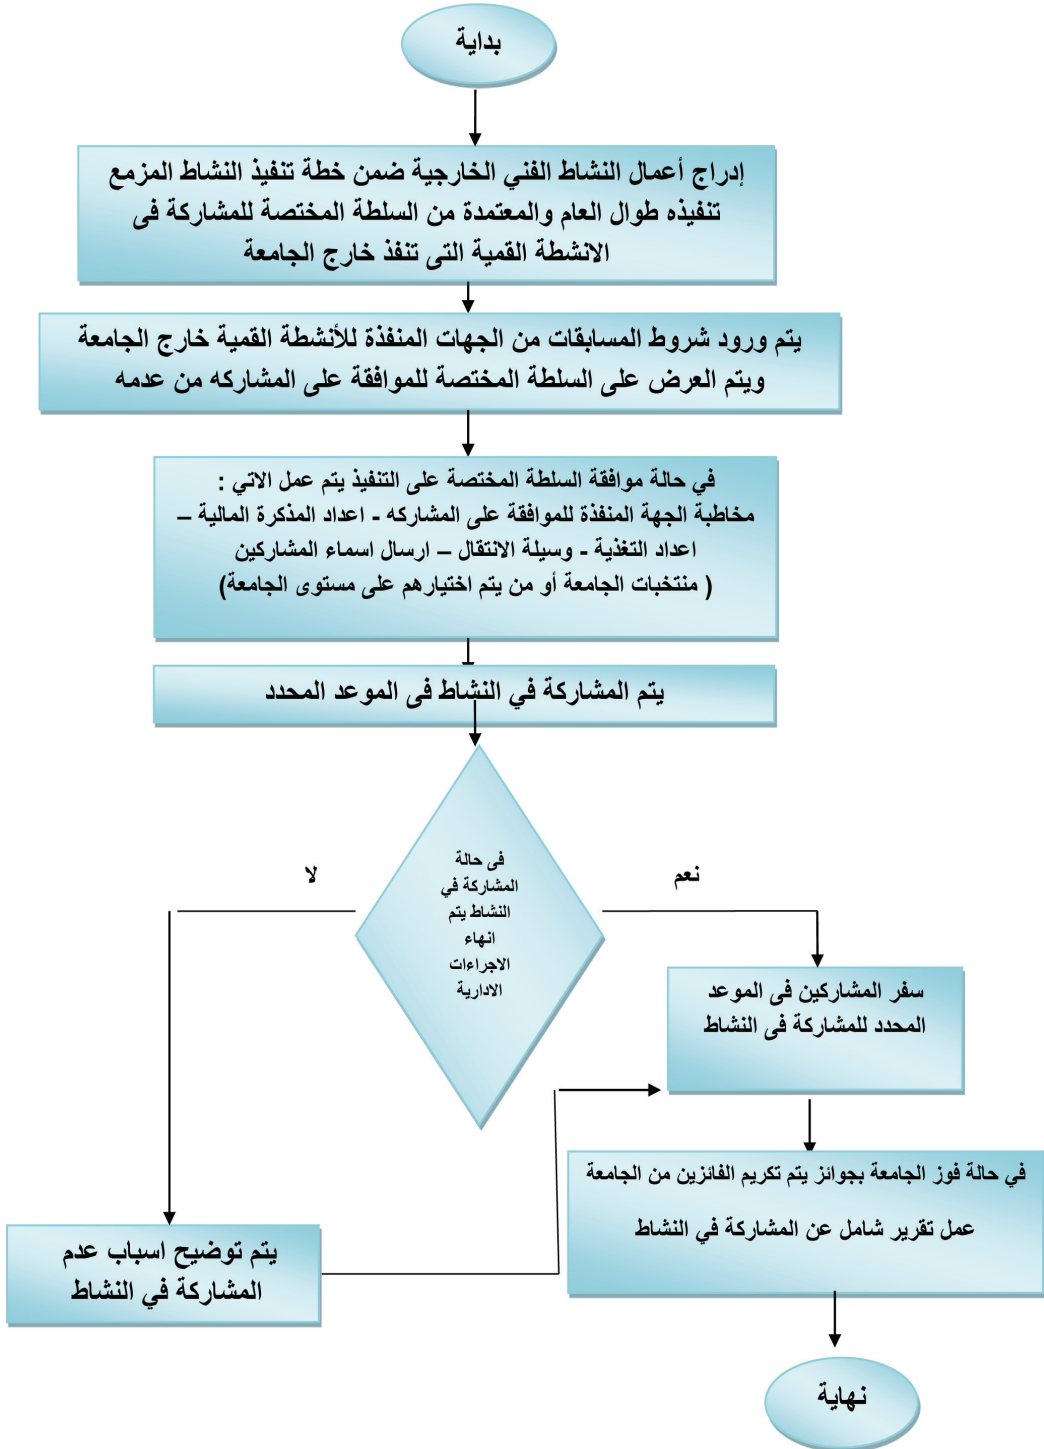 بداية
إدراج أعمال النشاط الفني الخارجية ضمن خطة تنفيذ النشاط المزمع
تنفيذه طوال العام والمعتمدة من السلطة المختصة للمشاركة فى
الانشطة القمية التى تنفذ خارج الجامعة
يتم ورود شروط المسابقات من الجهات المنفذة للأنشطة القمية خارج الجامعة
ويتم العرض على السلطة المختصة للموافقة على المشاركه من عدمه
في حالة موافقة السلطة المختصة على التنفيذ يتم عمل الاتي :
مخاطبة الجهة المنفذة للموافقة على المشاركه - اعداد المذكرة المالية –
اعداد التغذية - وسيلة الانتقال – ارسال اسماء المشاركين
( منتخبات الجامعة أو من يتم اختيارهم على مستوى الجامعة)
يتم المشاركة في النشاط فى الموعد المحدد
فى حالة
المشاركة في
النشاط يتم
انهاء
الاجراءات
الادارية
نعم
لا
سفر المشاركين فى الموعد
المحدد للمشاركة فى النشاط
في حالة فوز الجامعة بجوائز يتم تكريم الفائزين من الجامعة
عمل تقرير شامل عن المشاركة في النشاط
يتم توضيح اسباب عدم
المشاركة في النشاط
نهاية